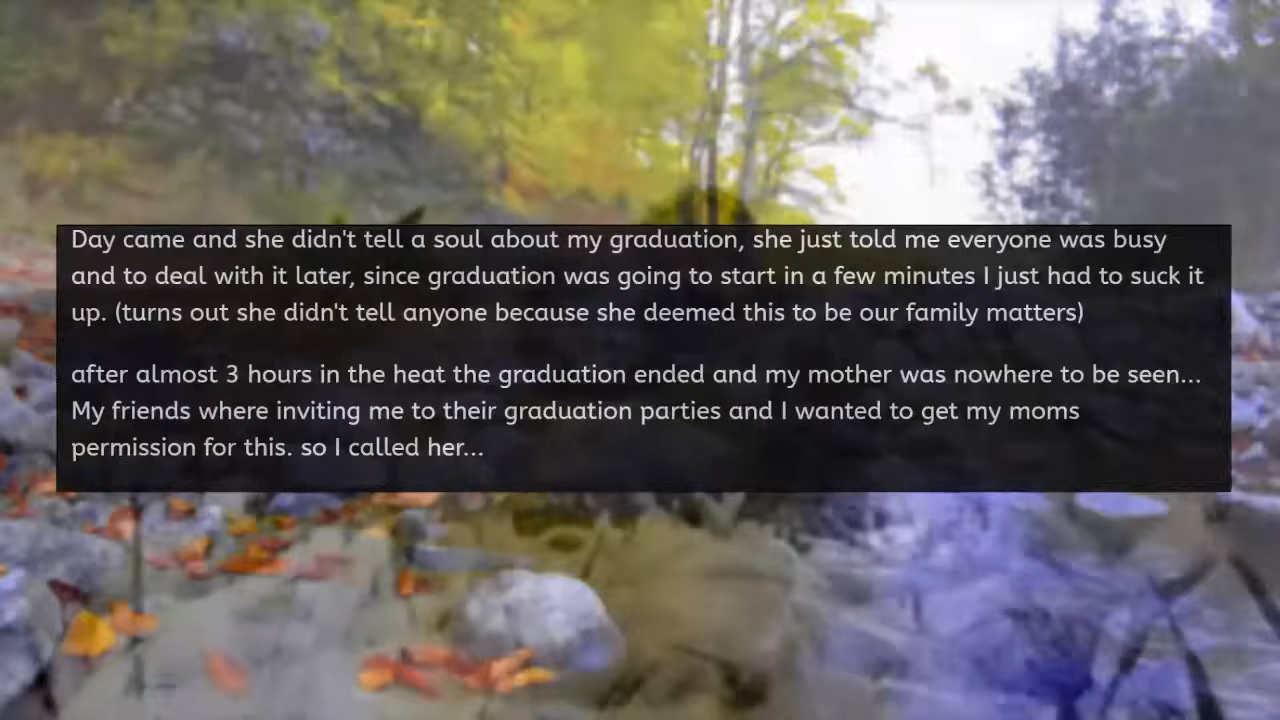 Day came and she didn't tell a soul about my graduation, she just told me everyone was busy
and to deal with it later, since graduation was going to start in a few minutes I just had to suck it
up. (turns out she didn't tell anyone because she deemed this to be our family matters)
after almost 3 hours in the heat the graduation ended and my mother was nowhere to be seen...
My friends where inviting me to their graduation parties and I wanted to get my moms
permission for this. so I called her...